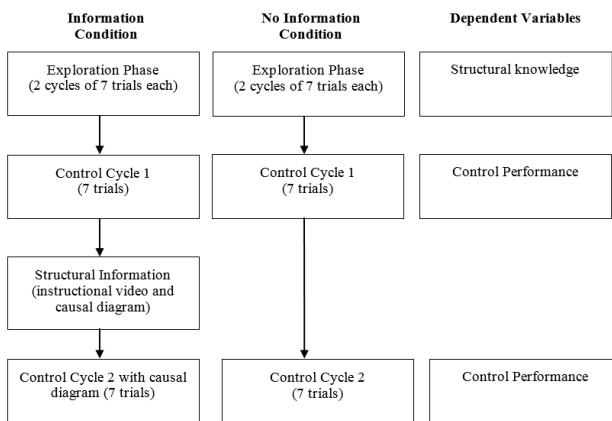 Information
Condition
No Information
Condition
Dependent Variables
Exploration Phase
(2 cycles of 7 trials each)
Exploration Phase
(2 cycles of 7 trials each)
Structural knowledge
Control Cycle 1
(7 trials)
Control Cycle 1
(7 trials)
Control Performance
Structural Information
(instructional video and
causal diagram)
Control Cycle 2 with causal
diagram (7 trials)
Control Cycle 2
(7 trials)
Control Performance